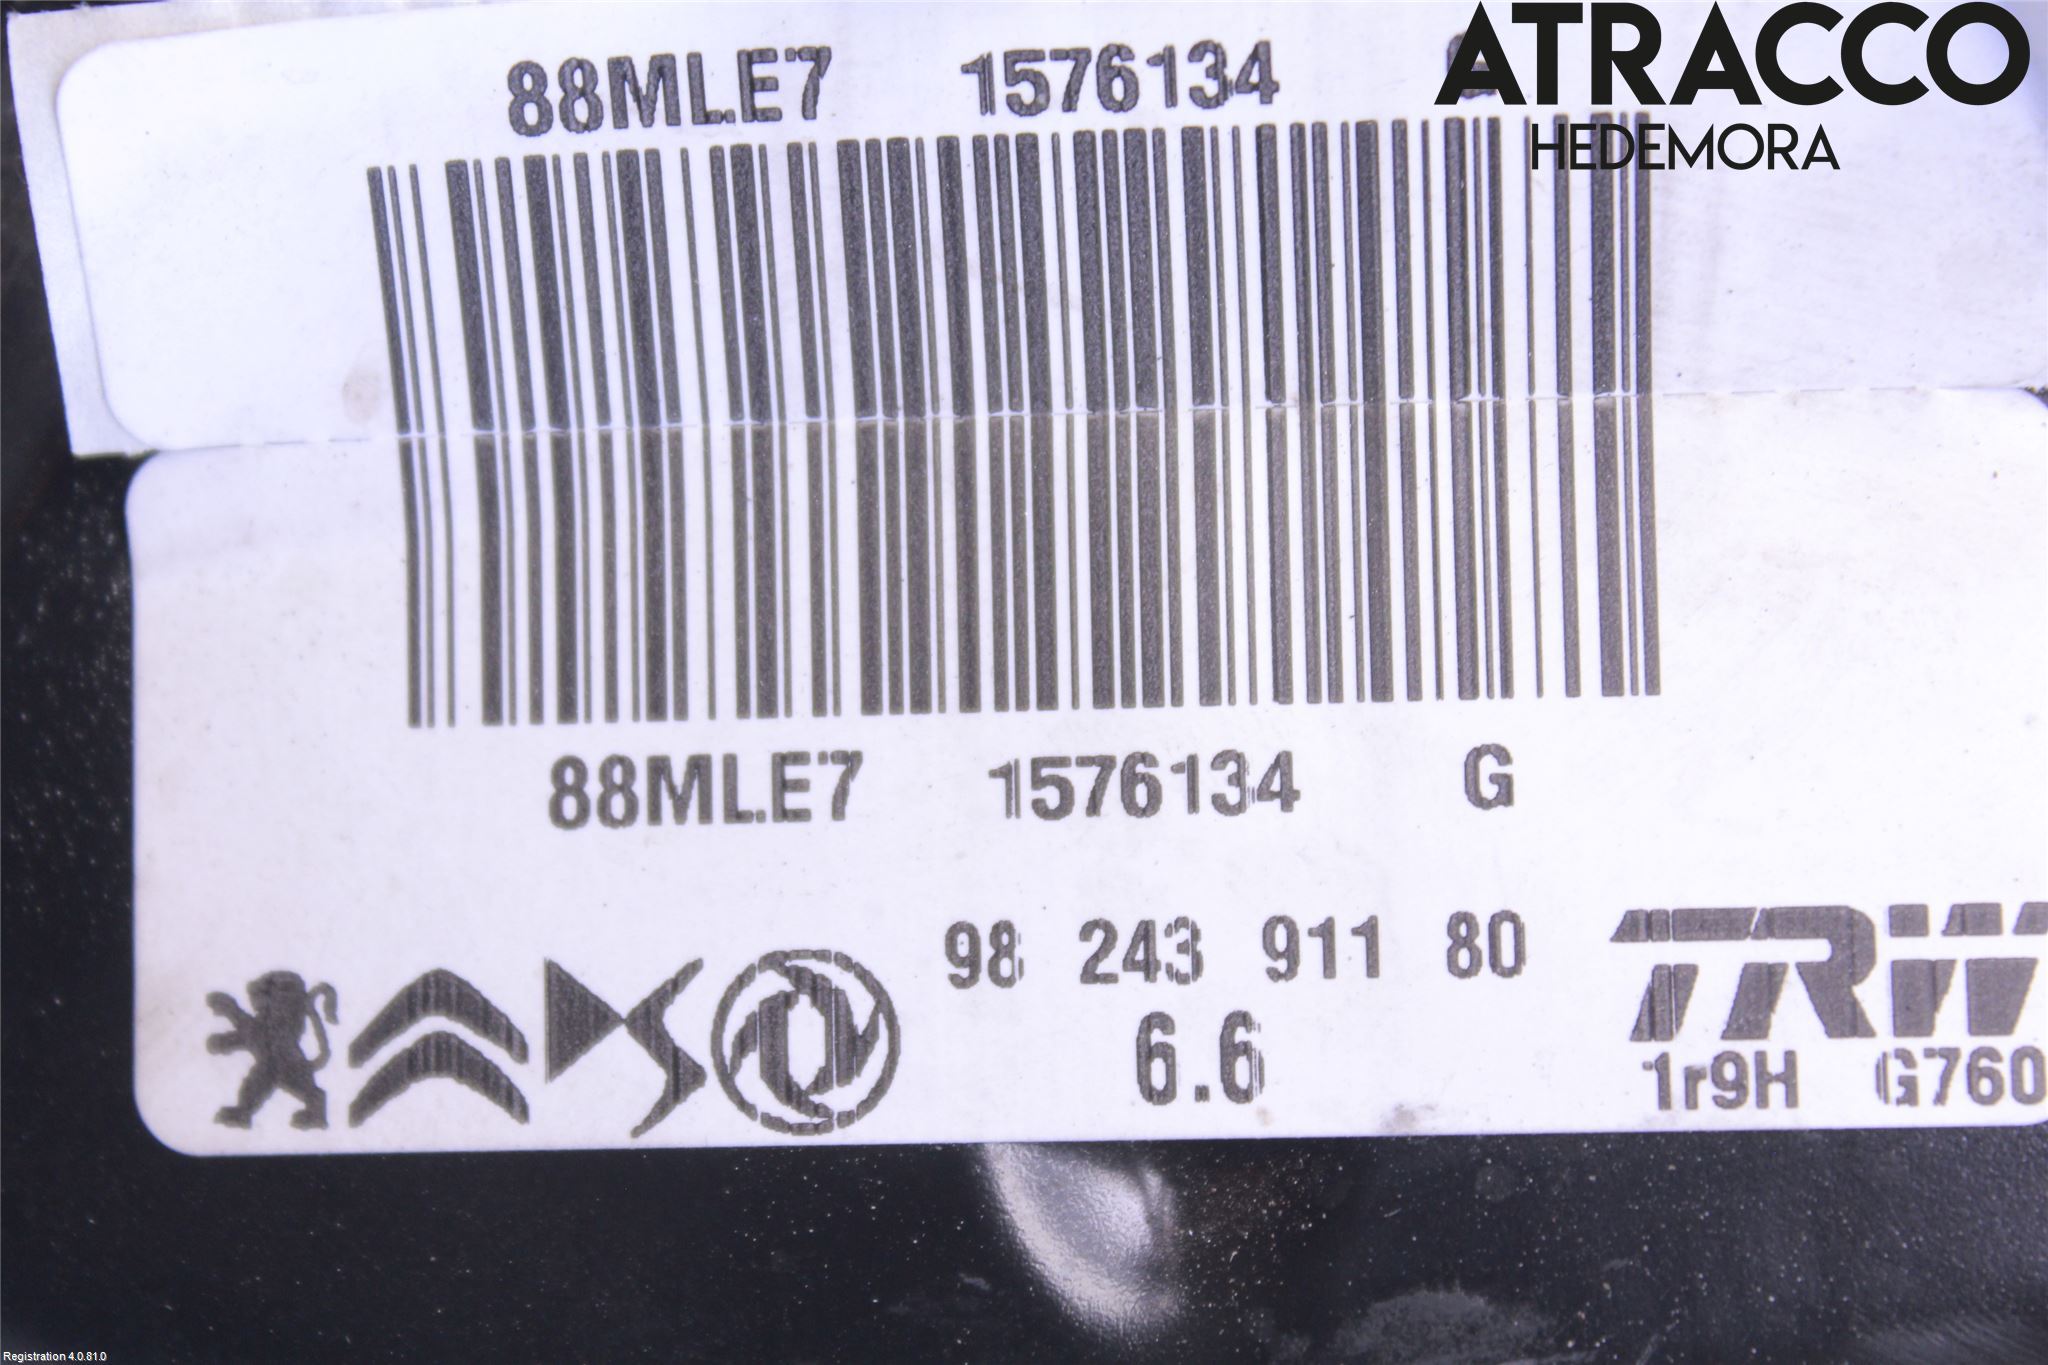 ATRACCO
HEDEMORA
88MLE7 1576134
88MLE7 1576134 G
98 243 911 80
6.6
TRW
1r9H G760
Registration 4.0.81.0